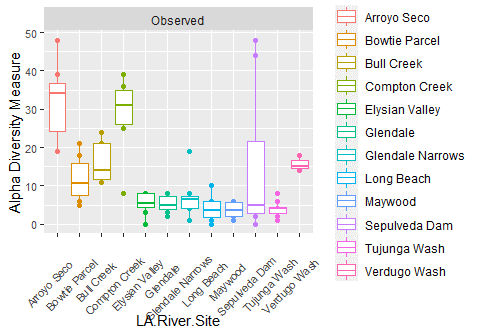 Observed
Alpha Diversity Measure
50
40
30
20
10
0
Arroyo Seco
Bowtie Parcel
Bull Creek
Compton Creek
Elysian Valley
Glendale
Glendale Narrows
Long Beach
Maywood
Sepulveda Dam
Tujunga Wash
Verdugo Wash
LA.River.Site
Arroyo Seco
Bowtie Parcel
Bull Creek
Compton Creek
Elysian Valley
Glendale
Glendale Narrows
Long Beach
Maywood
Sepulveda Dam
Tujunga Wash
Verdugo Wash